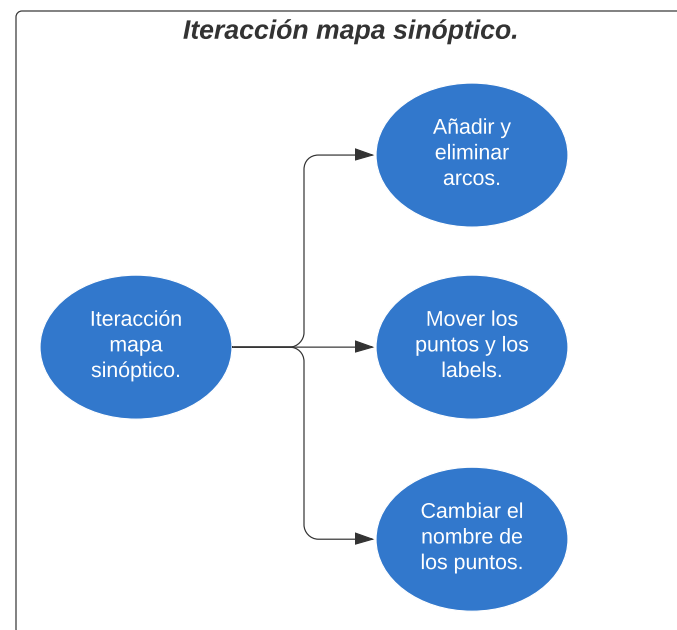 Iteracción mapa sinóptico.
Añadir y
eliminar
arcos.
Iteracción
mapa
sinóptico.
Mover los
puntos y los
labels.
Cambiar el
nombre de
los puntos.